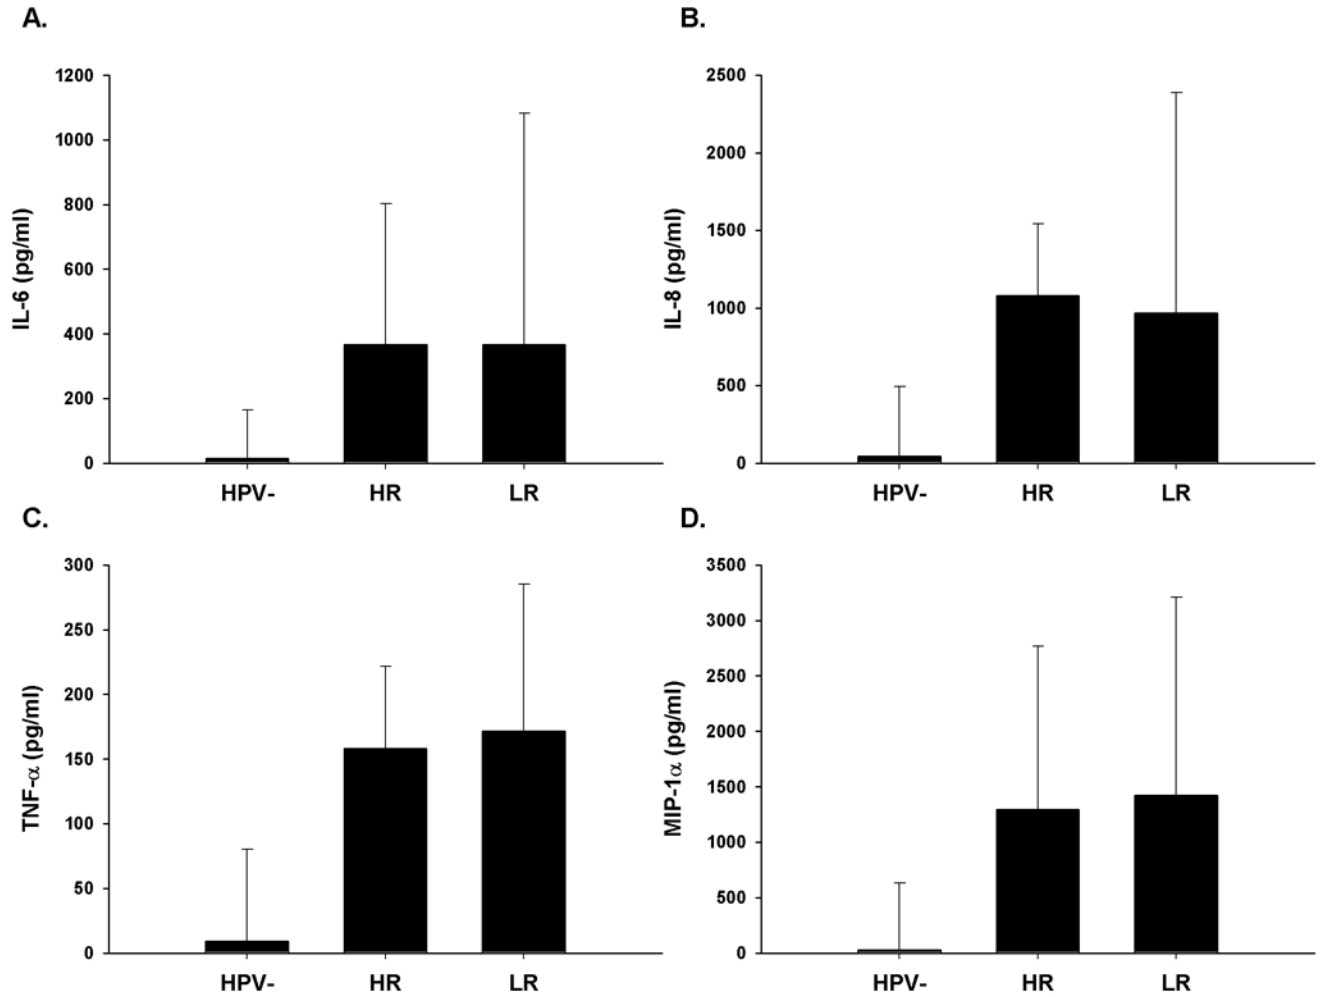 A.
1200
1000
800
600
400
200
0
IL-6 (pg/ml)
HPV- HR LR
B.
2500
2000
1500
1000
500
0
IL-8 (pg/ml)
HPV- HR LR
C.
300
250
200
150
100
50
0
TNF-α (pg/ml)
HPV- HR LR
D.
3500
3000
2500
2000
1500
1000
500
0
MIP-1α (pg/ml)
HPV- HR LR